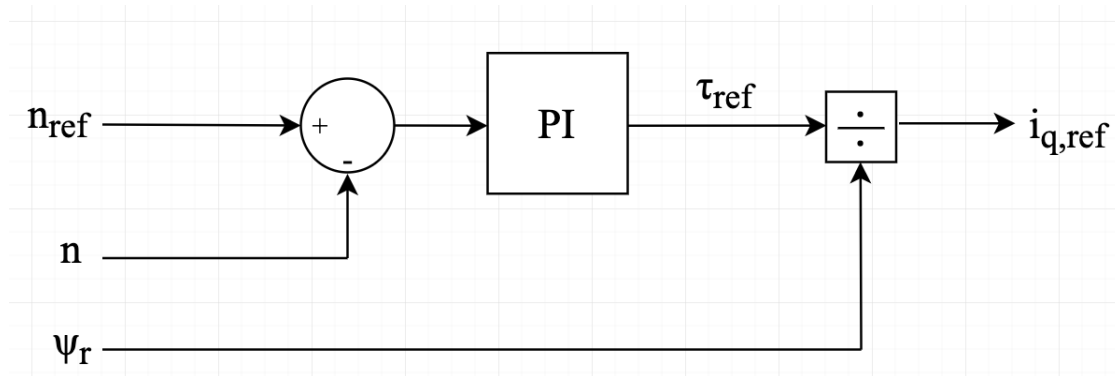 n_ref
+
-
PI
τ_ref
÷
i_q,ref
n
ψ_r